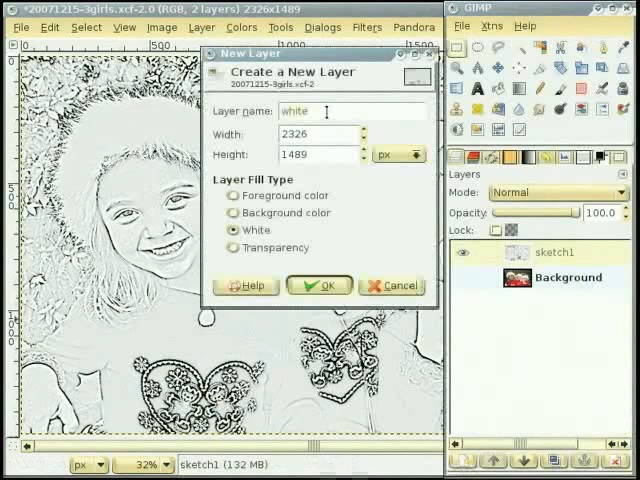 *20071215-3girls.xcf-2.0 (RGB, 2 layers) 2326x1489
File Edit Select View Image Layer Tools Dialogs Filters Pandora
500
1000
1500
New Layer
Create a New Layer
20071215-3girls.xcf-2
Layer name: white
Width: 2326
Height: 1489 px
Layer Fill Type
Foreground color
Background color
White
Transparency
Help OK Cancel
px 32% sketch1 (132 MB)
GIMP
File Xtns Help
Layers
Mode: Normal
Opacity: 100.0
Lock:
sketch1
Background